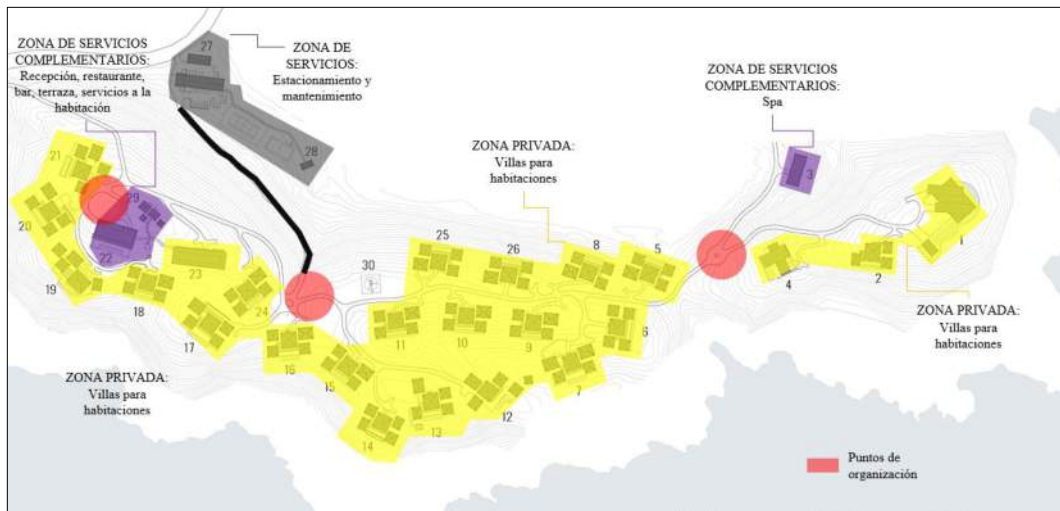 ZONA DE SERVICIOS
COMPLEMENTARIOS:
Recepción, restaurante,
bar, terraza, servicios a la
habitación
27
ZONA DE
SERVICIOS:
Estacionamiento y
mantenimiento
28
ZONA DE SERVICIOS
COMPLEMENTARIOS:
Spa
3
ZONA PRIVADA:
Villas para
habitaciones
21
20
29
22
19
18
23
24
17
16
15
14
13
12
30
25
26
8
5
11
10
9
6
7
4
2
1
ZONA PRIVADA:
Villas para
habitaciones
ZONA PRIVADA:
Villas para
habitaciones
Puntos de
organización